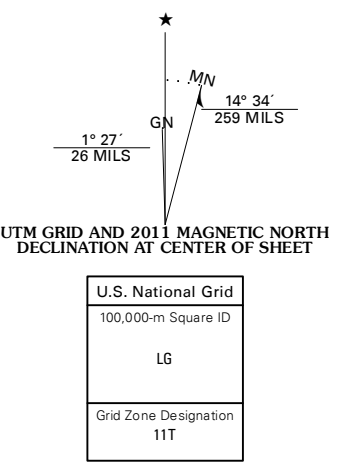 ★
MN
GN
14° 34´
259 MILS
1° 27´
26 MILS
UTM GRID AND 2011 MAGNETIC NORTH
DECLINATION AT CENTER OF SHEET
U.S. National Grid
100,000-m Square ID
LG
Grid Zone Designation
11T